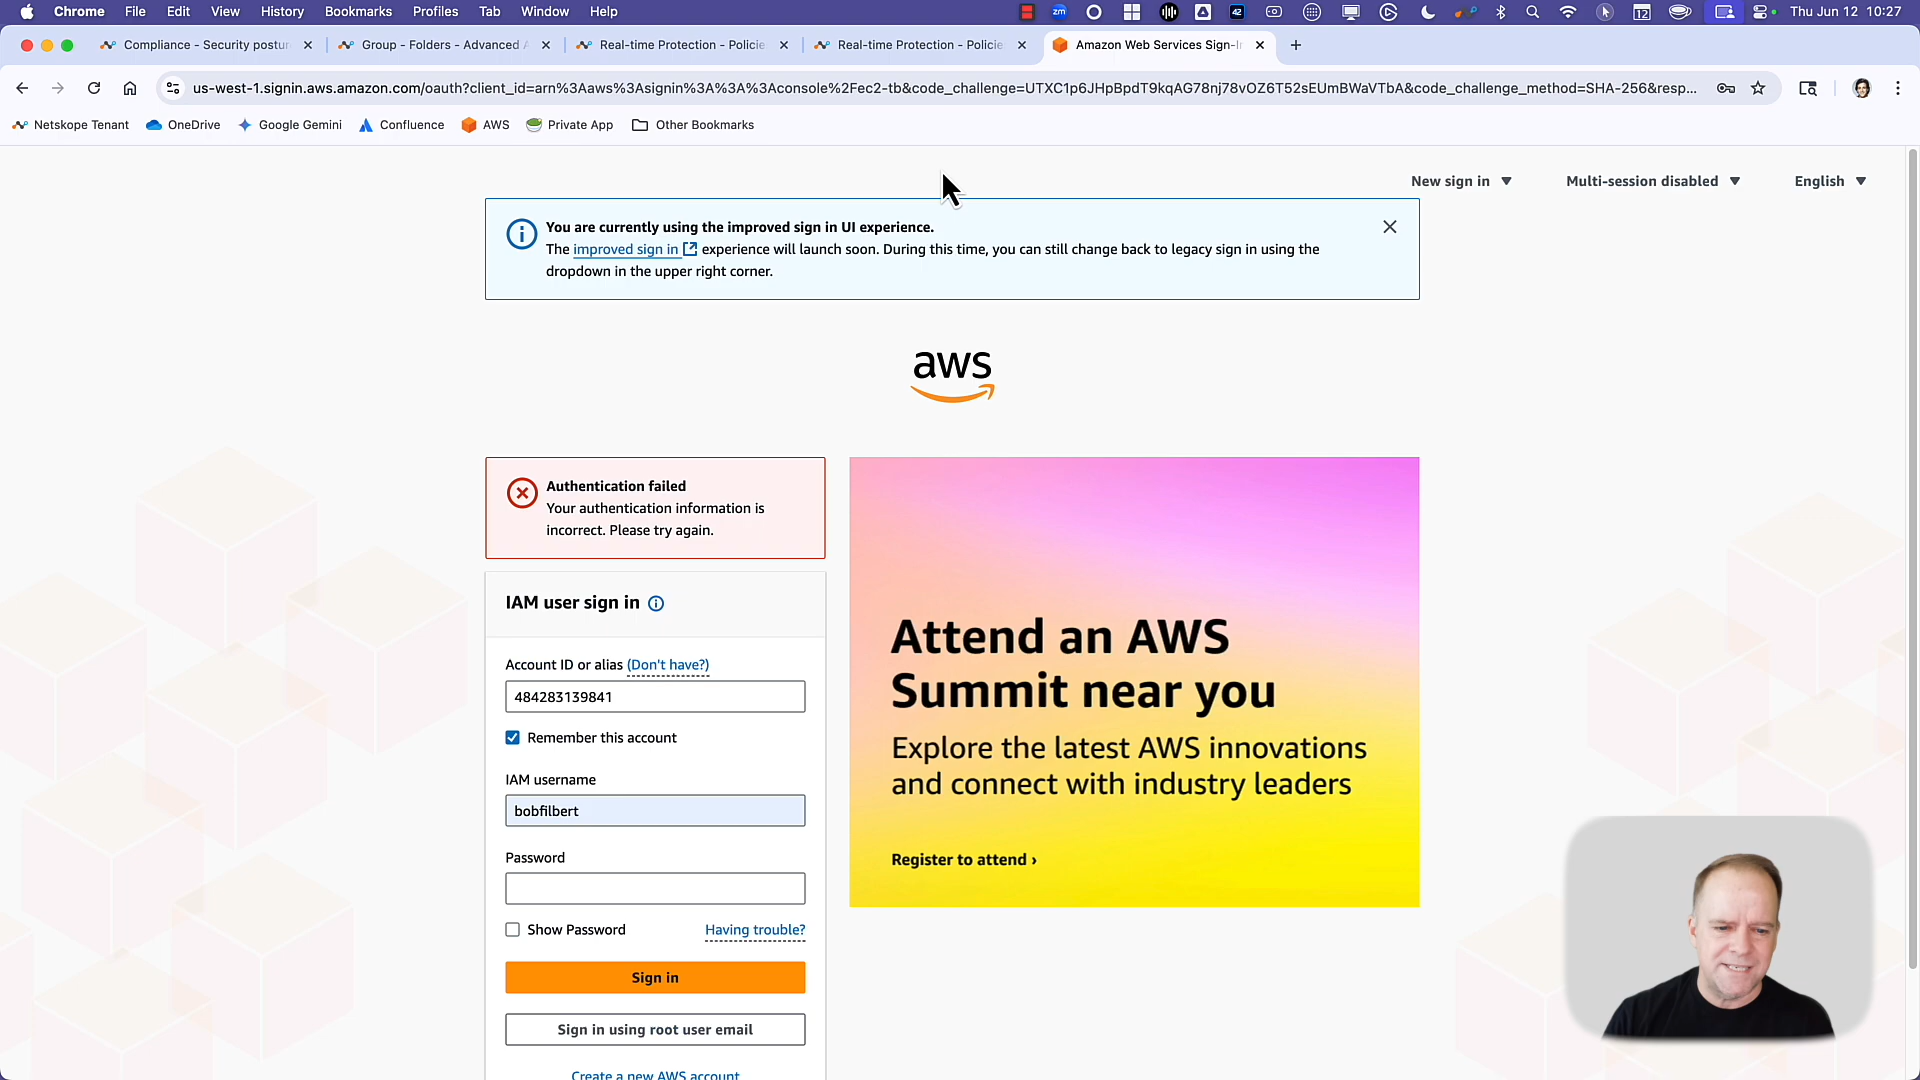 Chrome File Edit View History Bookmarks Profiles Tab Window Help
zm
42
12
Thu Jun 12 10:27
Compliance - Security postur
Group - Folders - Advanced A
Real-time Protection - Policie
Real-time Protection - Policie
Amazon Web Services Sign-In
us-west-1.signin.aws.amazon.com/oauth?client_id=arn%3Aaws%3Asignin%3A%3A%3Aconsole%2Fec2-tb&code_challenge=UTXC1p6JHpBpdT9kqAG78nj78vOZ6T52sEUmBWaVTbA&code_challenge_method=SHA-256&resp...
Netskope Tenant OneDrive Google Gemini Confluence AWS Private App Other Bookmarks
New sign in Multi-session disabled English
You are currently using the improved sign in UI experience.
The improved sign in experience will launch soon. During this time, you can still change back to legacy sign in using the
dropdown in the upper right corner.
aws
Authentication failed
Your authentication information is
incorrect. Please try again.
IAM user sign in
Account ID or alias (Don't have?)
484283139841
Remember this account
IAM username
bobfilbert
Password
Show Password Having trouble?
Sign in
Sign in using root user email
Create a new AWS account
Attend an AWS
Summit near you
Explore the latest AWS innovations
and connect with industry leaders
Register to attend ›